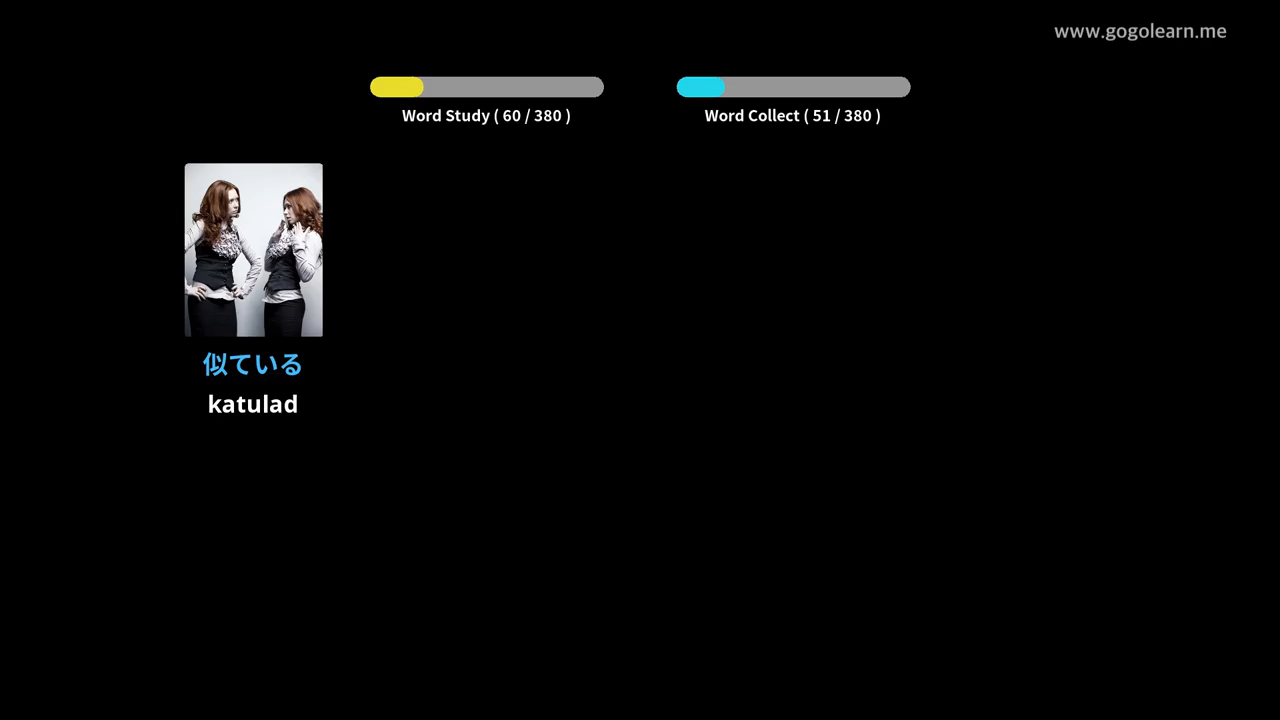 www.gogolearn.me
Word Study ( 60 / 380 )
Word Collect ( 51 / 380 )
似ている
katulad